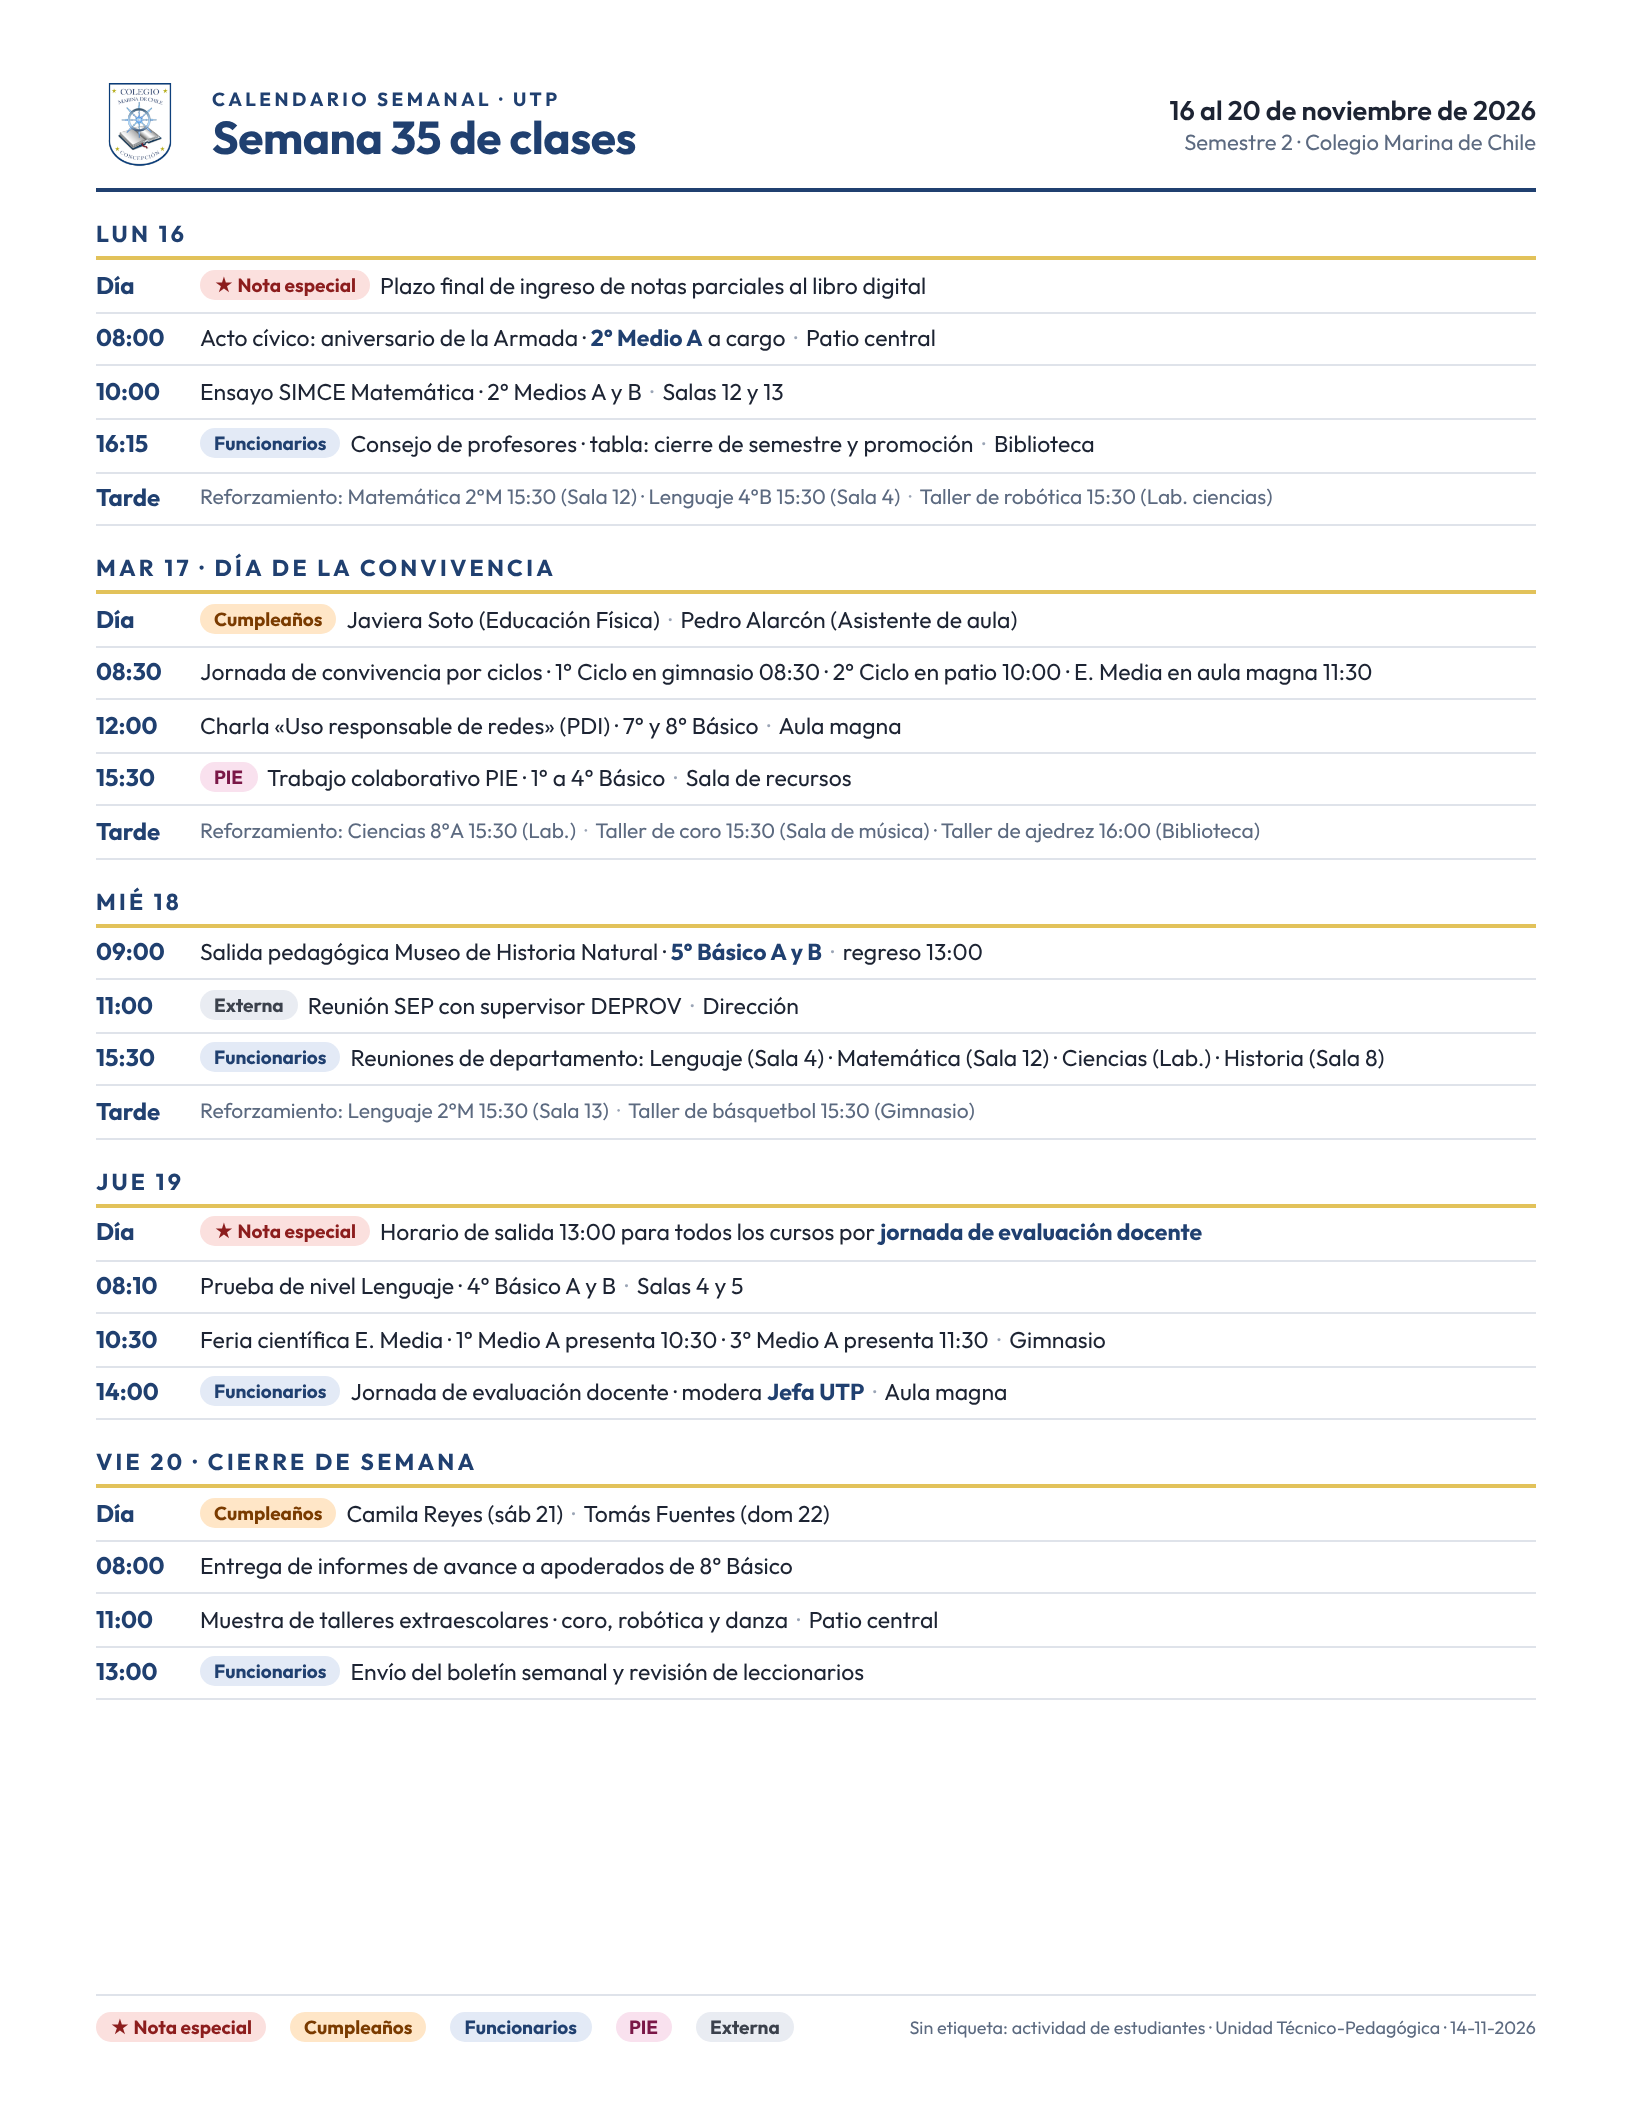 COLEGIO
MARINA DE CHILE
CONCEPCIÓN
CALENDARIO SEMANAL · UTP
Semana 35 de clases
16 al 20 de noviembre de 2026
Semestre 2 · Colegio Marina de Chile
LUN 16
Día ★ Nota especial Plazo final de ingreso de notas parciales al libro digital
08:00 Acto cívico: aniversario de la Armada · 2° Medio A a cargo · Patio central
10:00 Ensayo SIMCE Matemática · 2° Medios A y B · Salas 12 y 13
16:15 Funcionarios Consejo de profesores · tabla: cierre de semestre y promoción · Biblioteca
Tarde Reforzamiento: Matemática 2°M 15:30 (Sala 12) · Lenguaje 4°B 15:30 (Sala 4) · Taller de robótica 15:30 (Lab. ciencias)
MAR 17 · DÍA DE LA CONVIVENCIA
Día Cumpleaños Javiera Soto (Educación Física) · Pedro Alarcón (Asistente de aula)
08:30 Jornada de convivencia por ciclos · 1° Ciclo en gimnasio 08:30 · 2° Ciclo en patio 10:00 · E. Media en aula magna 11:30
12:00 Charla «Uso responsable de redes» (PDI) · 7° y 8° Básico · Aula magna
15:30 PIE Trabajo colaborativo PIE · 1° a 4° Básico · Sala de recursos
Tarde Reforzamiento: Ciencias 8°A 15:30 (Lab.) · Taller de coro 15:30 (Sala de música) · Taller de ajedrez 16:00 (Biblioteca)
MIÉ 18
09:00 Salida pedagógica Museo de Historia Natural · 5° Básico A y B · regreso 13:00
11:00 Externa Reunión SEP con supervisor DEPROV · Dirección
15:30 Funcionarios Reuniones de departamento: Lenguaje (Sala 4) · Matemática (Sala 12) · Ciencias (Lab.) · Historia (Sala 8)
Tarde Reforzamiento: Lenguaje 2°M 15:30 (Sala 13) · Taller de básquetbol 15:30 (Gimnasio)
JUE 19
Día ★ Nota especial Horario de salida 13:00 para todos los cursos por jornada de evaluación docente
08:10 Prueba de nivel Lenguaje · 4° Básico A y B · Salas 4 y 5
10:30 Feria científica E. Media · 1° Medio A presenta 10:30 · 3° Medio A presenta 11:30 · Gimnasio
14:00 Funcionarios Jornada de evaluación docente · modera Jefa UTP · Aula magna
VIE 20 · CIERRE DE SEMANA
Día Cumpleaños Camila Reyes (sáb 21) · Tomás Fuentes (dom 22)
08:00 Entrega de informes de avance a apoderados de 8° Básico
11:00 Muestra de talleres extraescolares · coro, robótica y danza · Patio central
13:00 Funcionarios Envío del boletín semanal y revisión de leccionarios
★ Nota especial Cumpleaños Funcionarios PIE Externa Sin etiqueta: actividad de estudiantes · Unidad Técnico-Pedagógica · 14-11-2026